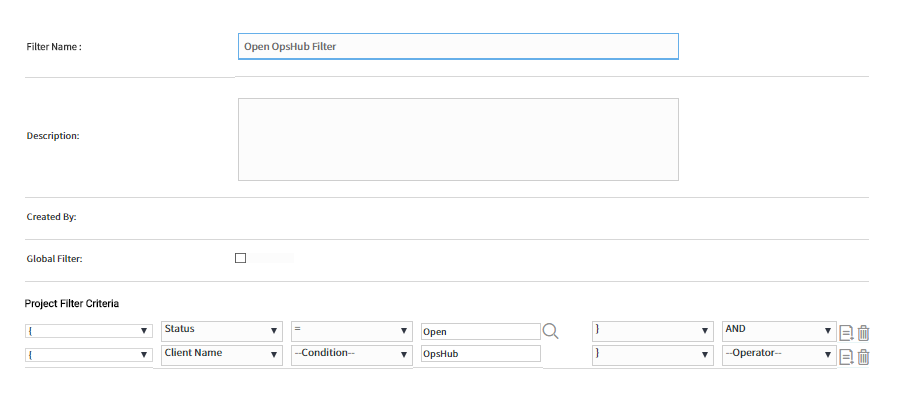 Filter Name :
Open OpsHub Filter
Description:
Created By:
Global Filter:
Project Filter Criteria
{ Status = Open } AND
{ Client Name --Condition-- OpsHub } --Operator--